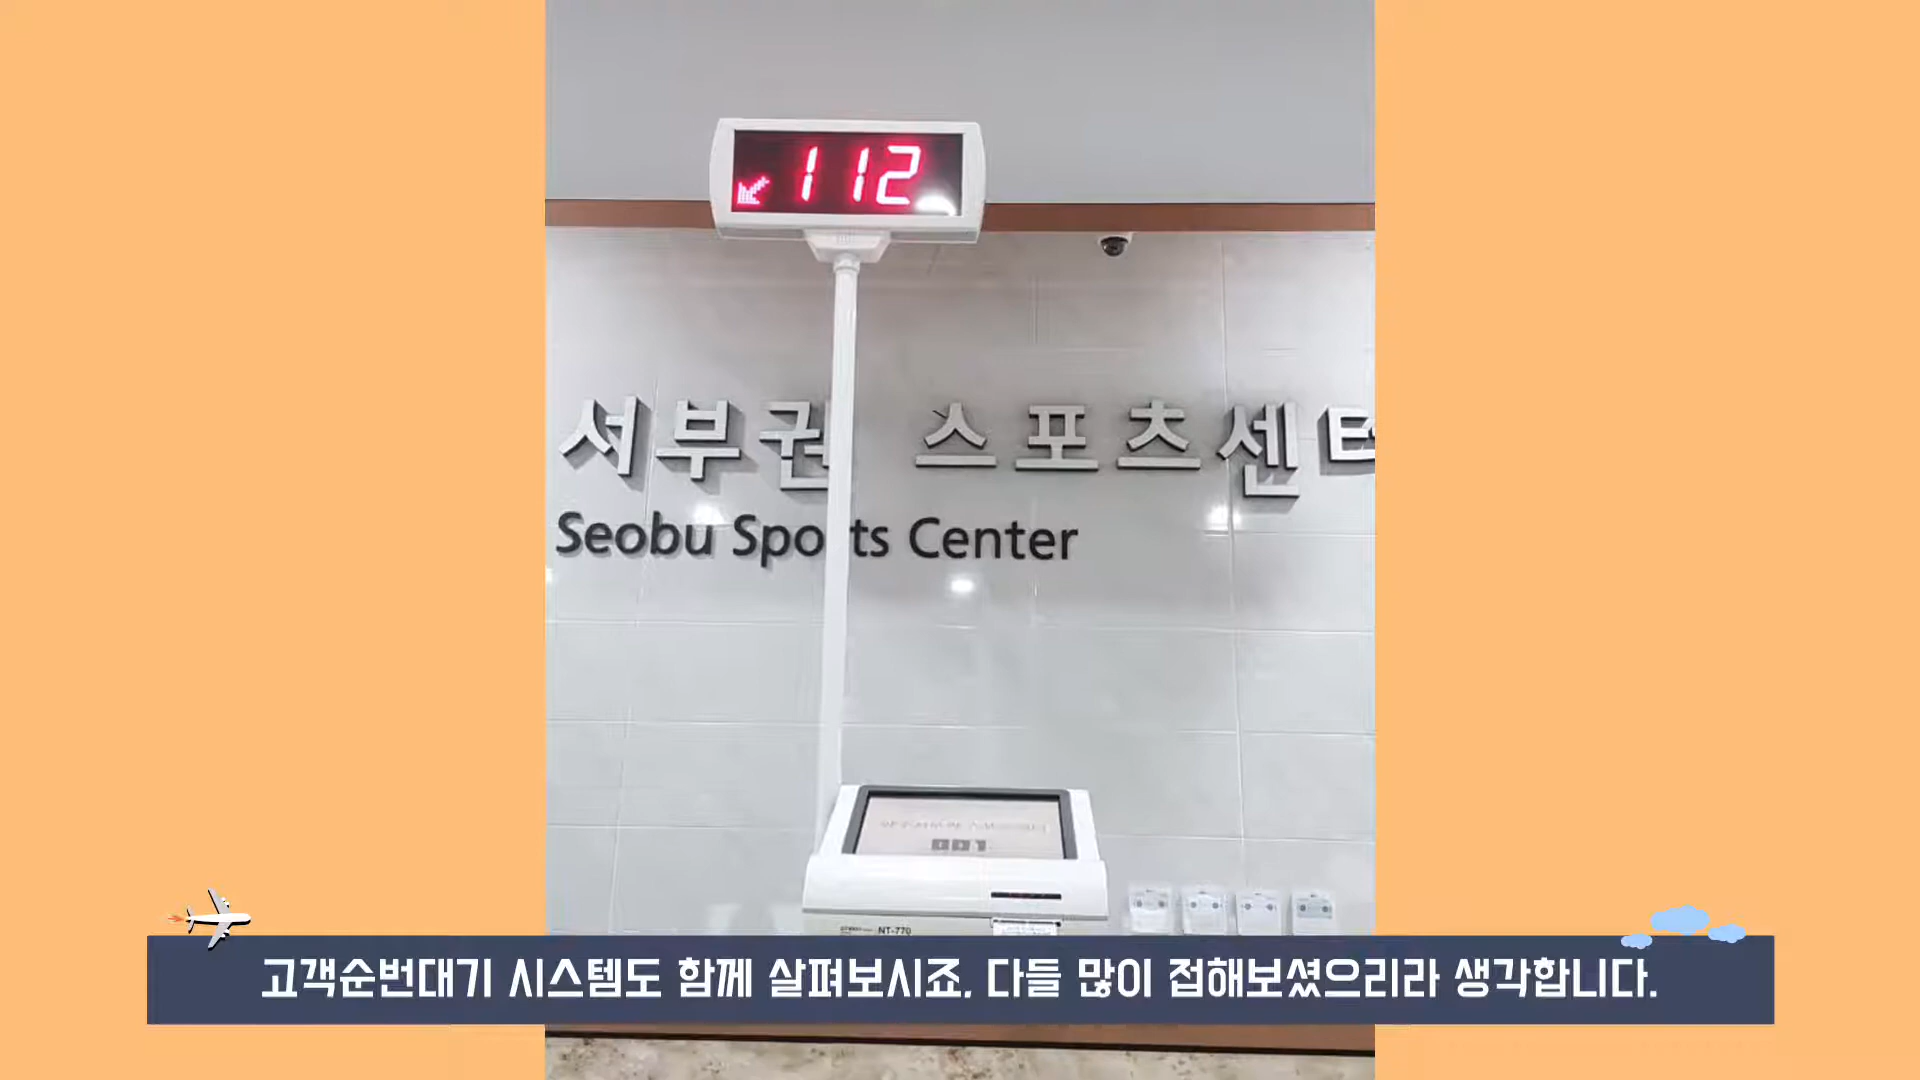 112
서부권 스포츠센터
Seobu Sports Center
001
NT-770
고객순번대기 시스템도 함께 살펴보시죠. 다들 많이 접해보셨으리라 생각합니다.